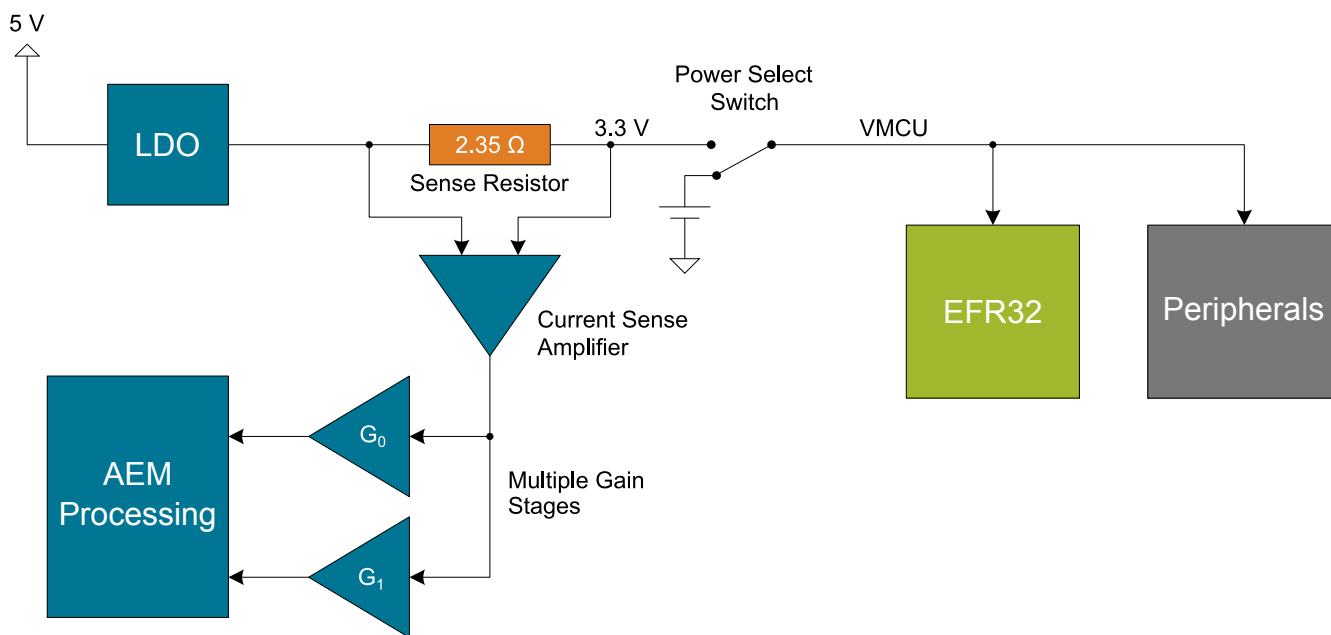 5 V
Power Select
Switch
LDO
2.35 Ω
3.3 V
VMCU
Sense Resistor
EFR32
Peripherals
Current Sense
Amplifier
AEM
Processing
G₀
Multiple Gain
Stages
G₁